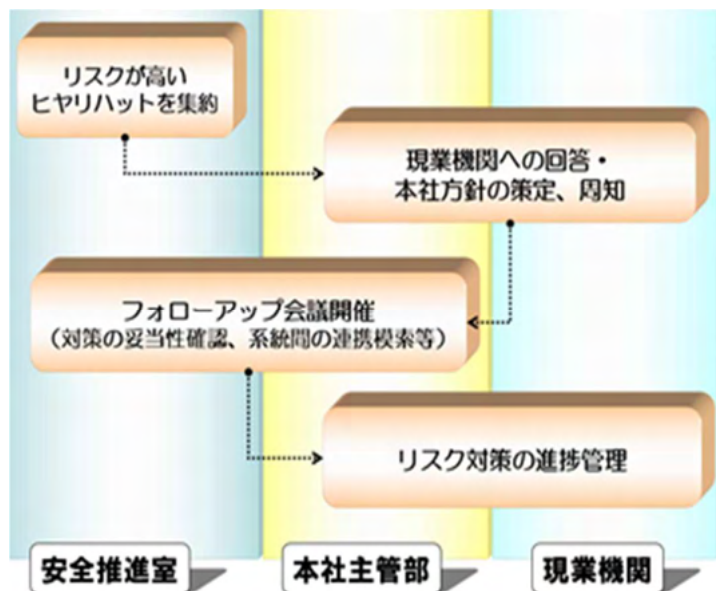 リスクが高い
ヒヤリハットを集約
現業機関への回答・
本社方針の策定、周知
フォローアップ会議開催
（対策の妥当性確認、系統間の連携模索等）
リスク対策の進捗管理
安全推進室
本社主管部
現業機関